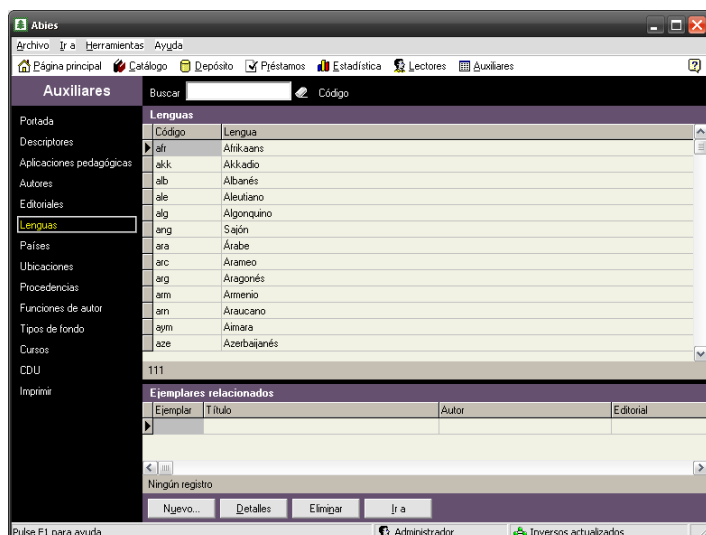 Abies
Archivo Ir a Herramientas Ayuda
Página principal Catálogo Depósito Préstamos Estadística Lectores Auxiliares
Auxiliares
Buscar Código
Portada
Descriptores
Aplicaciones pedagógicas
Autores
Editoriales
Lenguas
Países
Ubicaciones
Procedencias
Funciones de autor
Tipos de fondo
Cursos
CDU
Imprimir
Lenguas
Código Lengua
afr Afrikaans
akk Akkadio
alb Albanés
ale Aleutiano
alg Algonquino
ang Sajón
ara Árabe
arc Arameo
arg Aragonés
arm Armenio
arn Araucano
aym Aimara
aze Azerbaijanés
111
Ejemplares relacionados
Ejemplar Título Autor Editorial
Ningún registro
Nuevo... Detalles Eliminar Ir a
Pulse F1 para ayuda Administrador Inversos actualizados